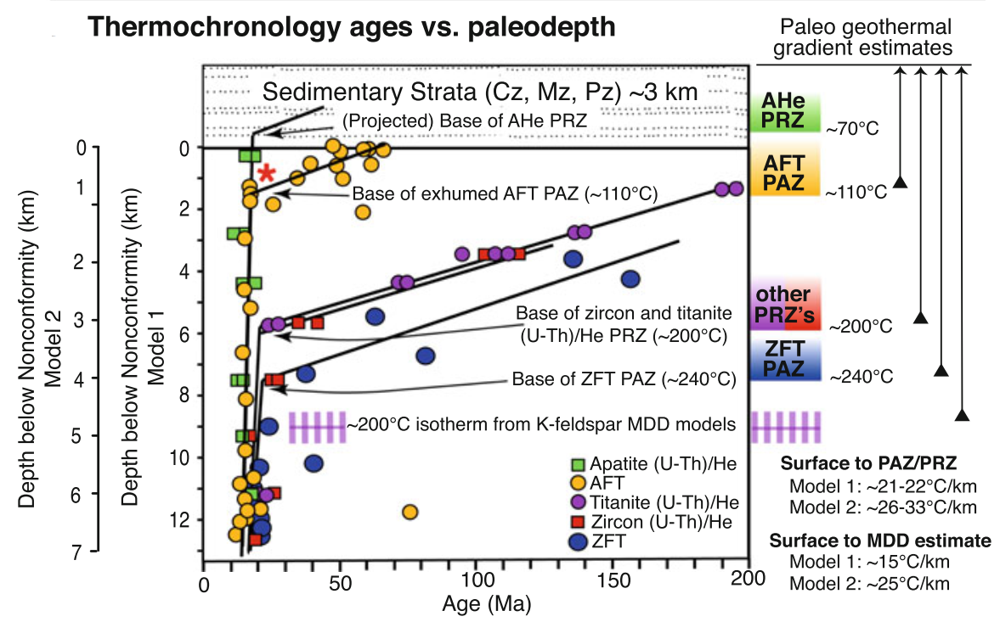 Thermochronology ages vs. paleodepth
Paleo geothermal
gradient estimates
Sedimentary Strata (Cz, Mz, Pz) ~3 km
(Projected) Base of AHe PRZ
AHe
PRZ
~70°C
AFT
PAZ
~110°C
Base of exhumed AFT PAZ (~110°C)
other
PRZ's
~200°C
Base of zircon and titanite
(U-Th)/He PRZ (~200°C)
ZFT
PAZ
~240°C
Base of ZFT PAZ (~240°C)
~200°C isotherm from K-feldspar MDD models
Apatite (U-Th)/He
AFT
Titanite (U-Th)/He
Zircon (U-Th)/He
ZFT
Surface to PAZ/PRZ
Model 1: ~21-22°C/km
Model 2: ~26-33°C/km
Surface to MDD estimate
Model 1: ~15°C/km
Model 2: ~25°C/km
Depth below Nonconformity (km)
Model 2
0
1
2
3
4
5
6
7
Depth below Nonconformity (km)
Model 1
0
2
4
6
8
10
12
0
50
100
150
200
Age (Ma)